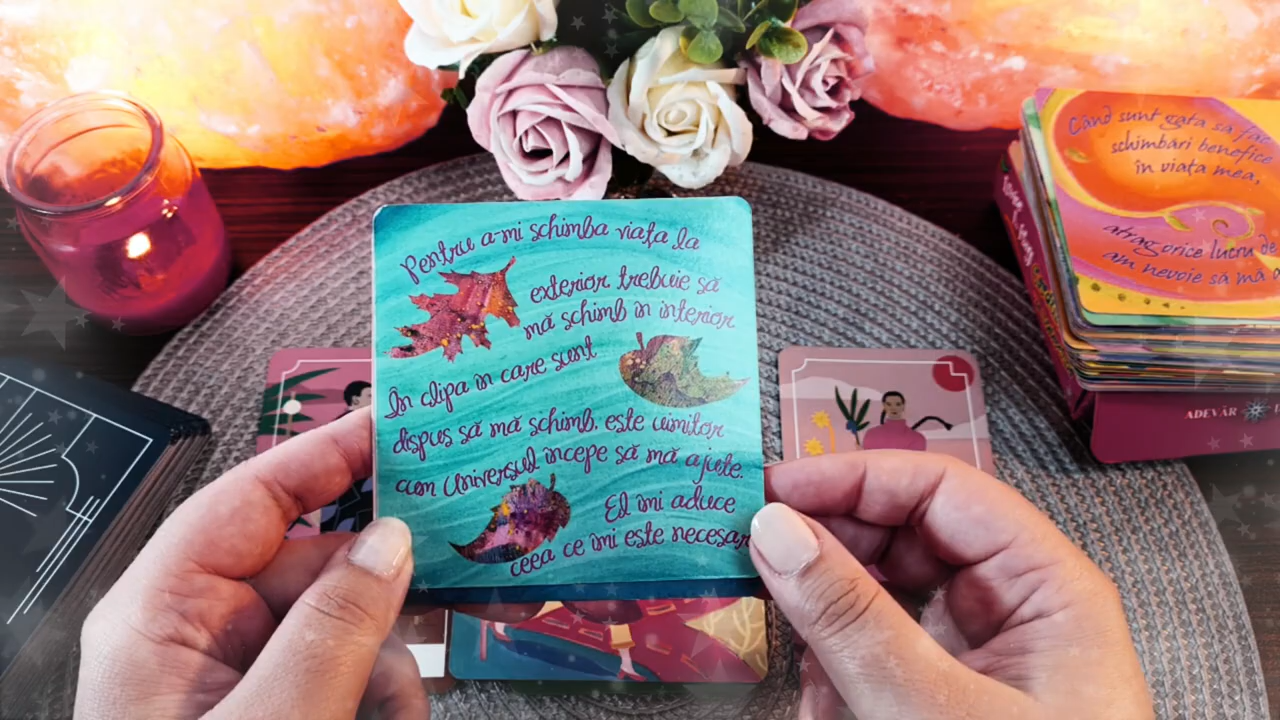 Pentru a-mi schimba viața la
exterior trebuie să
mă schimb în interior
În clipa în care sunt
dispus să mă schimb, este uimitor
cum Universul începe să mă ajute.
El îmi aduce
ceea ce îmi este necesar
Când sunt gata să fac
schimbări benefice
în viața mea,
atrag orice lucru de
am nevoie să mă a
ADEVĂR